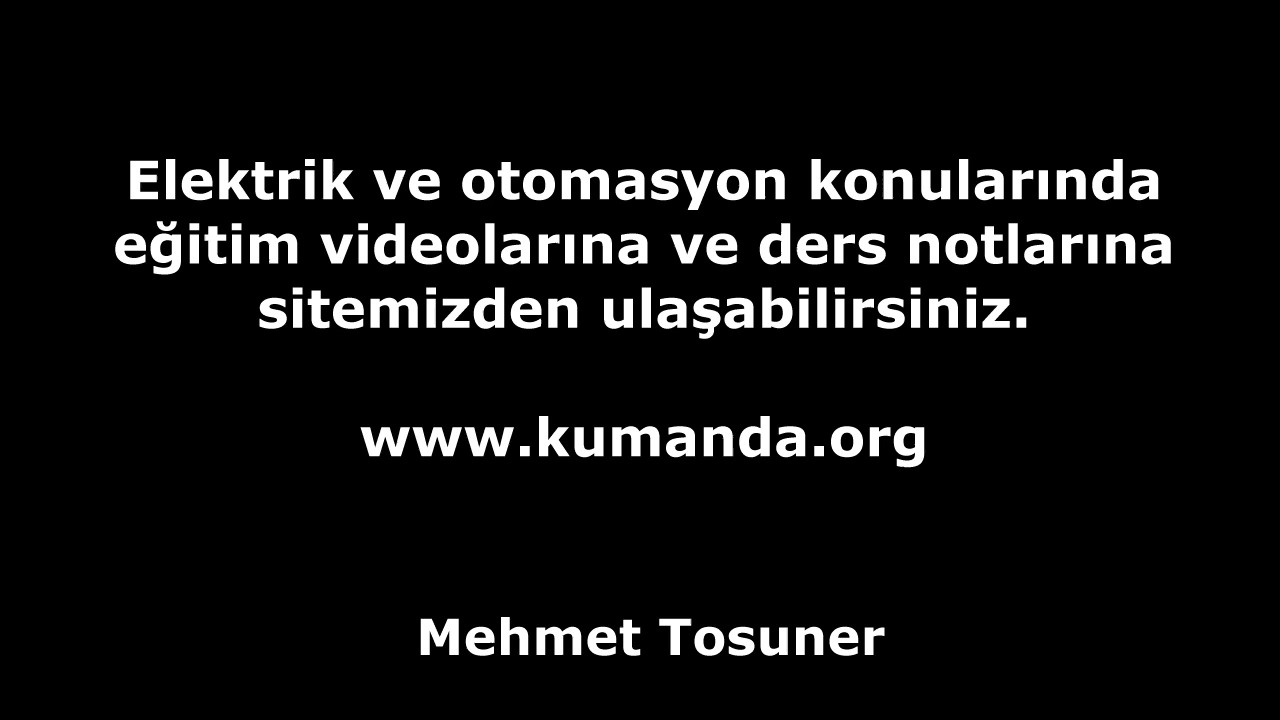 Elektrik ve otomasyon konularında
eğitim videolarına ve ders notlarına
sitemizden ulaşabilirsiniz.
www.kumanda.org
Mehmet Tosuner